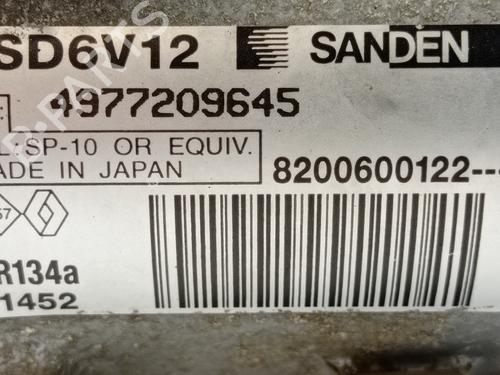 SD6V12 SANDEN
4977209645
L:SP-10 OR EQUIV.
ADE IN JAPAN
8200600122--
R134a
1452